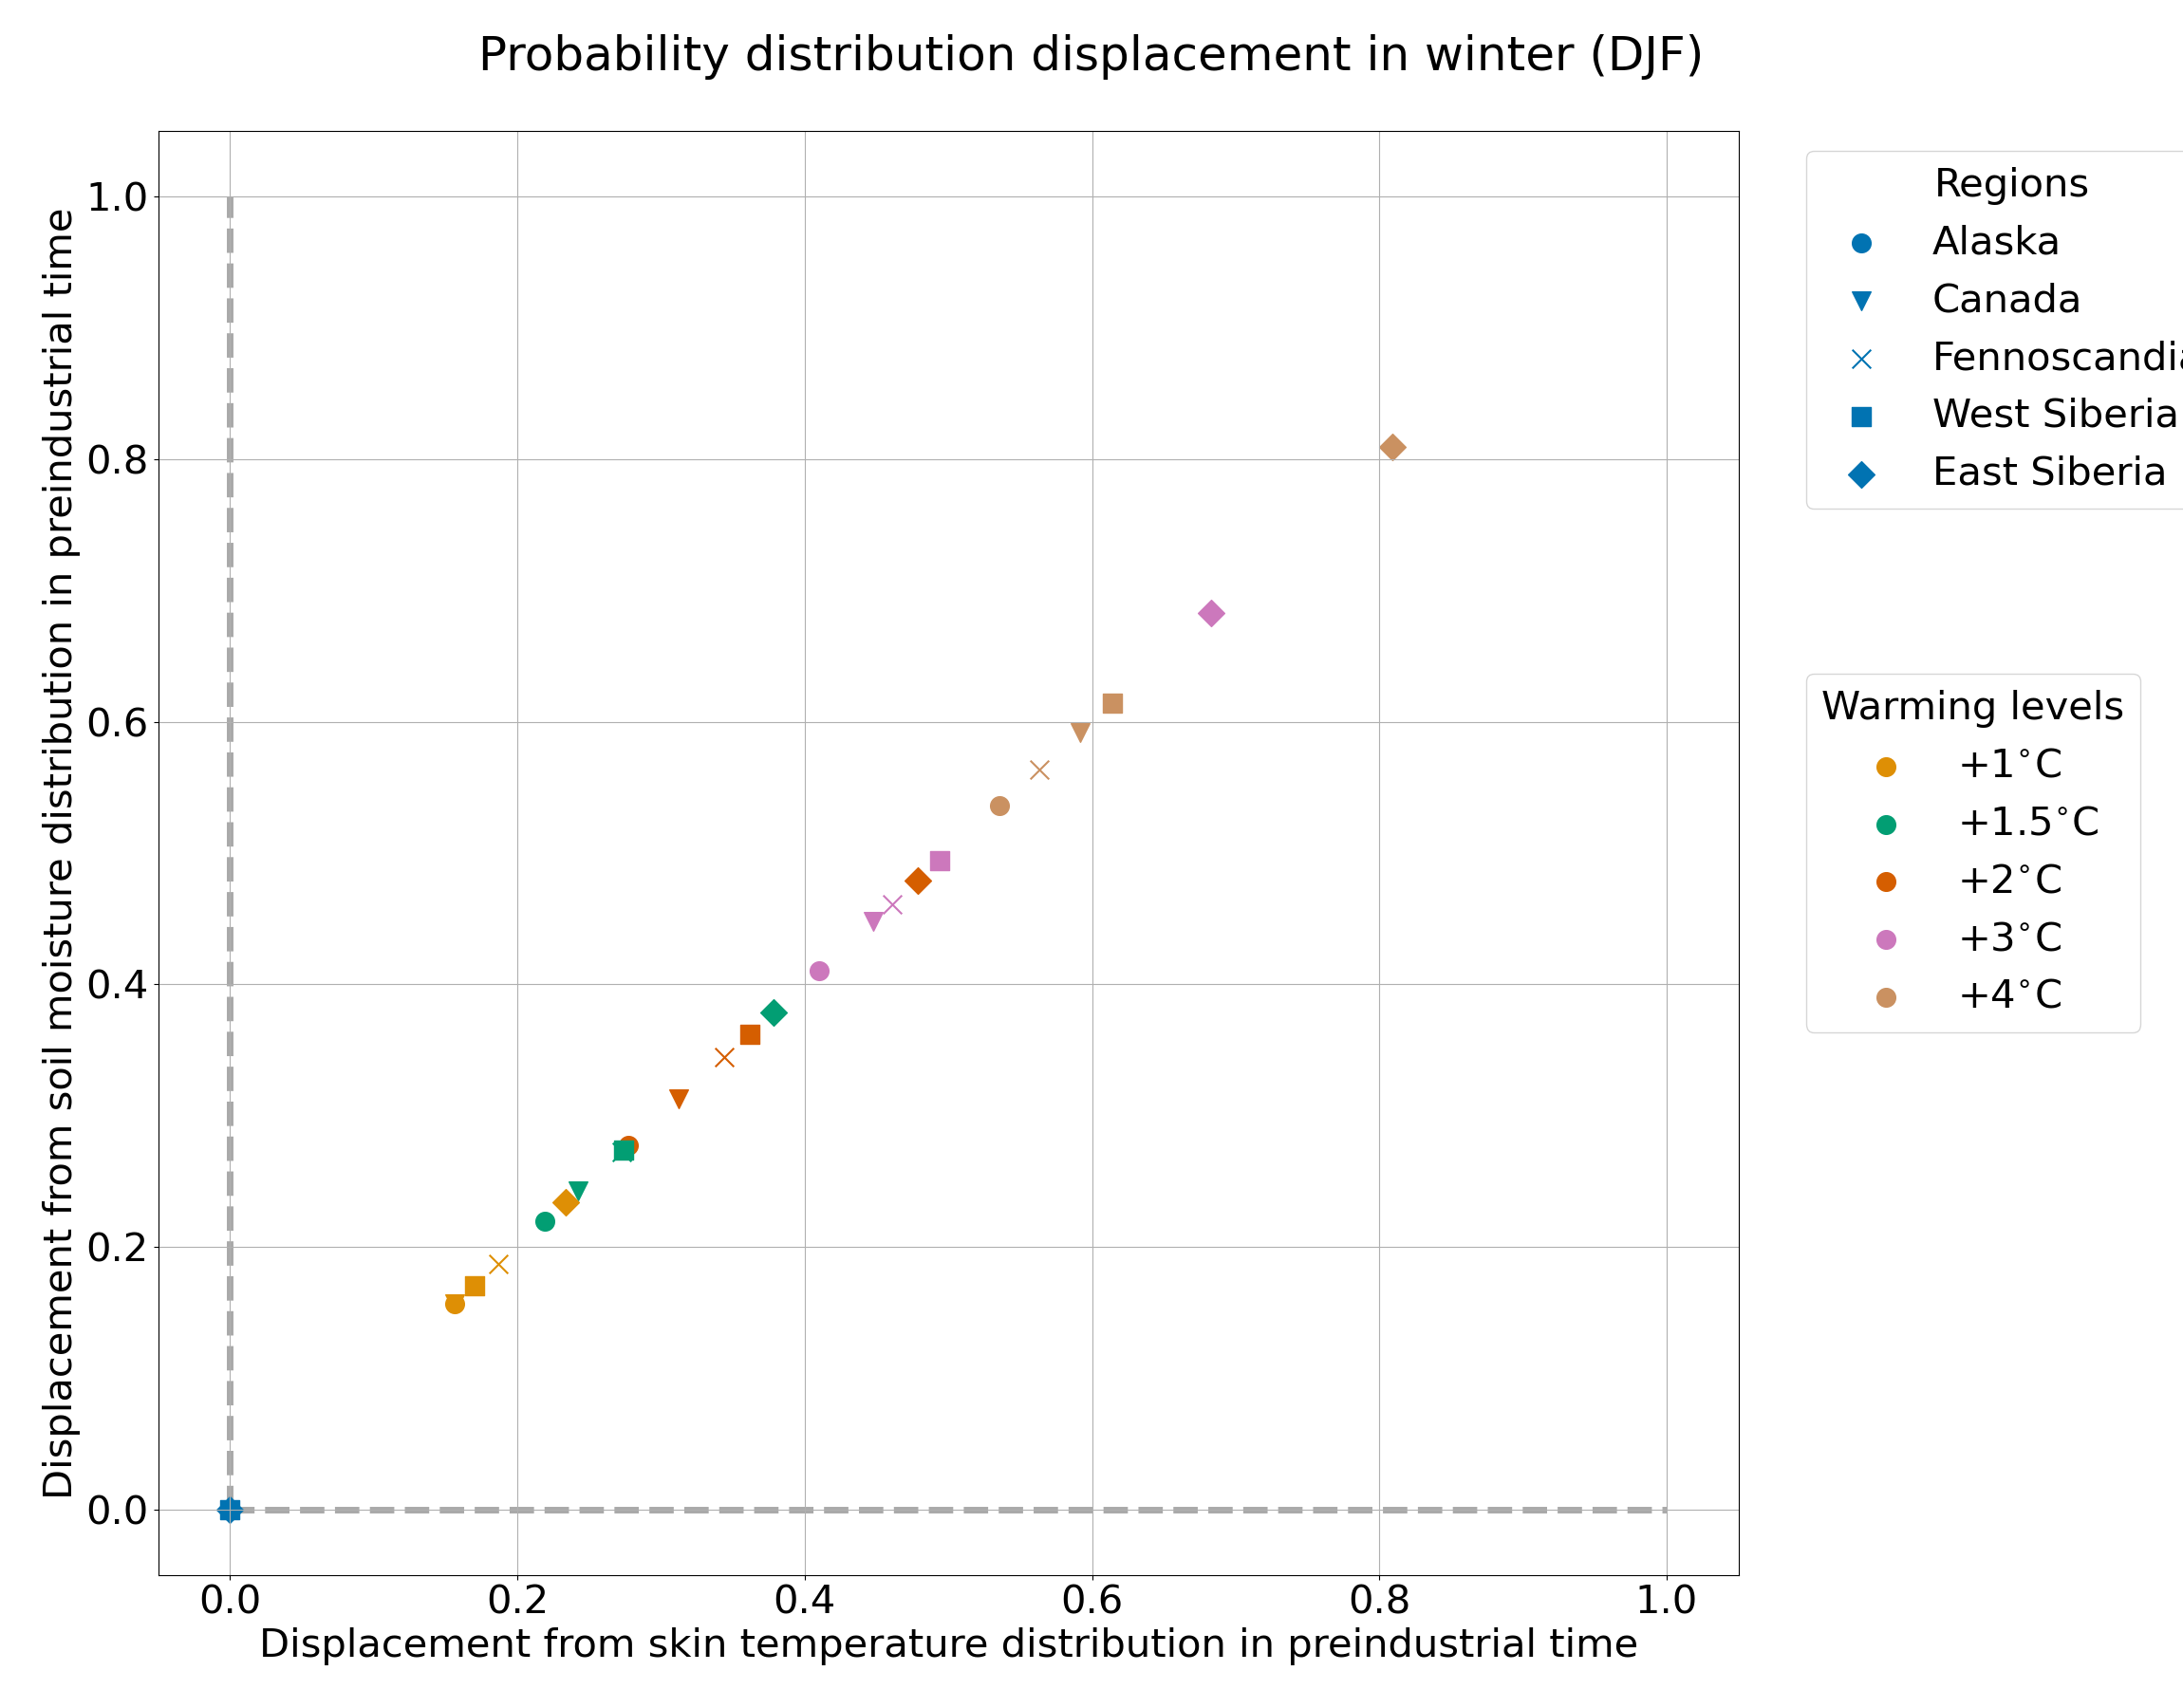 Probability distribution displacement in winter (DJF)
Displacement from soil moisture distribution in preindustrial time
1.0
0.8
0.6
0.4
0.2
0.0
0.0 0.2 0.4 0.6 0.8 1.0
Displacement from skin temperature distribution in preindustrial time
Regions
Alaska
Canada
Fennoscandia
West Siberia
East Siberia
Warming levels
+1°C
+1.5°C
+2°C
+3°C
+4°C